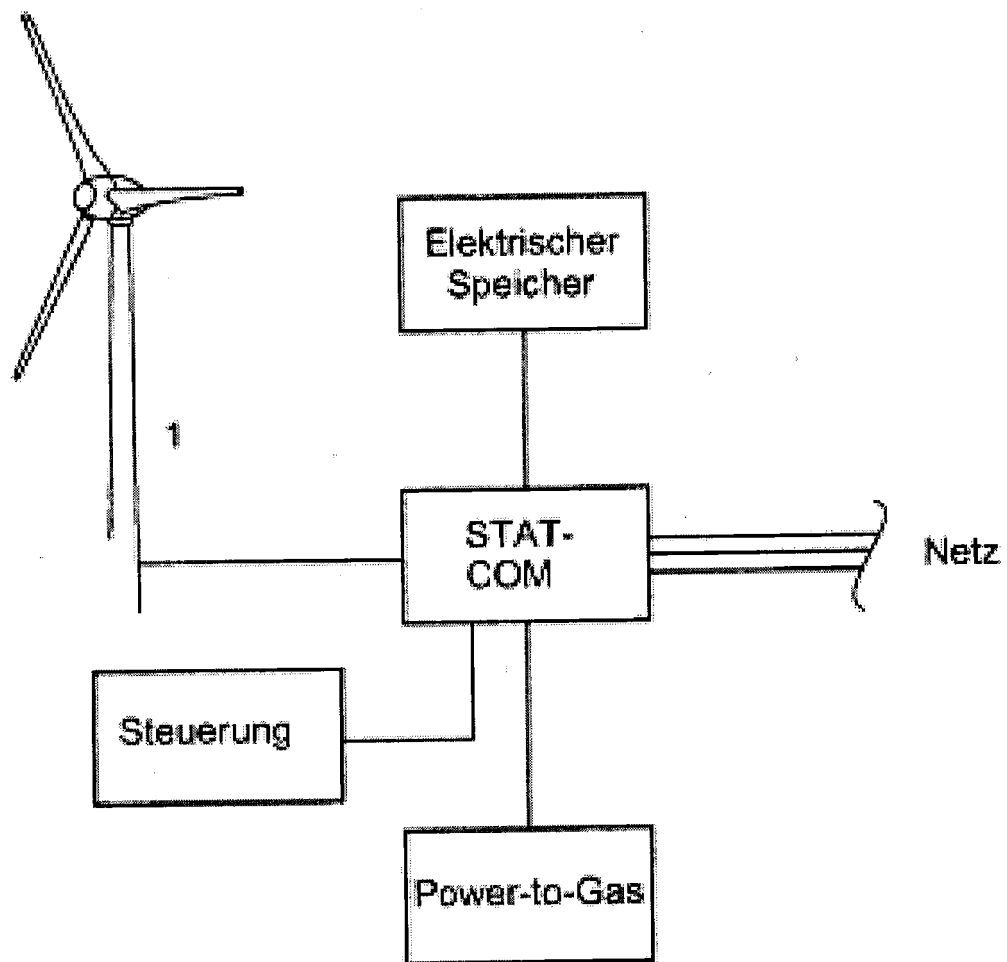 Elektrischer
Speicher
1
STAT-
COM
Netz
Steuerung
Power-to-Gas